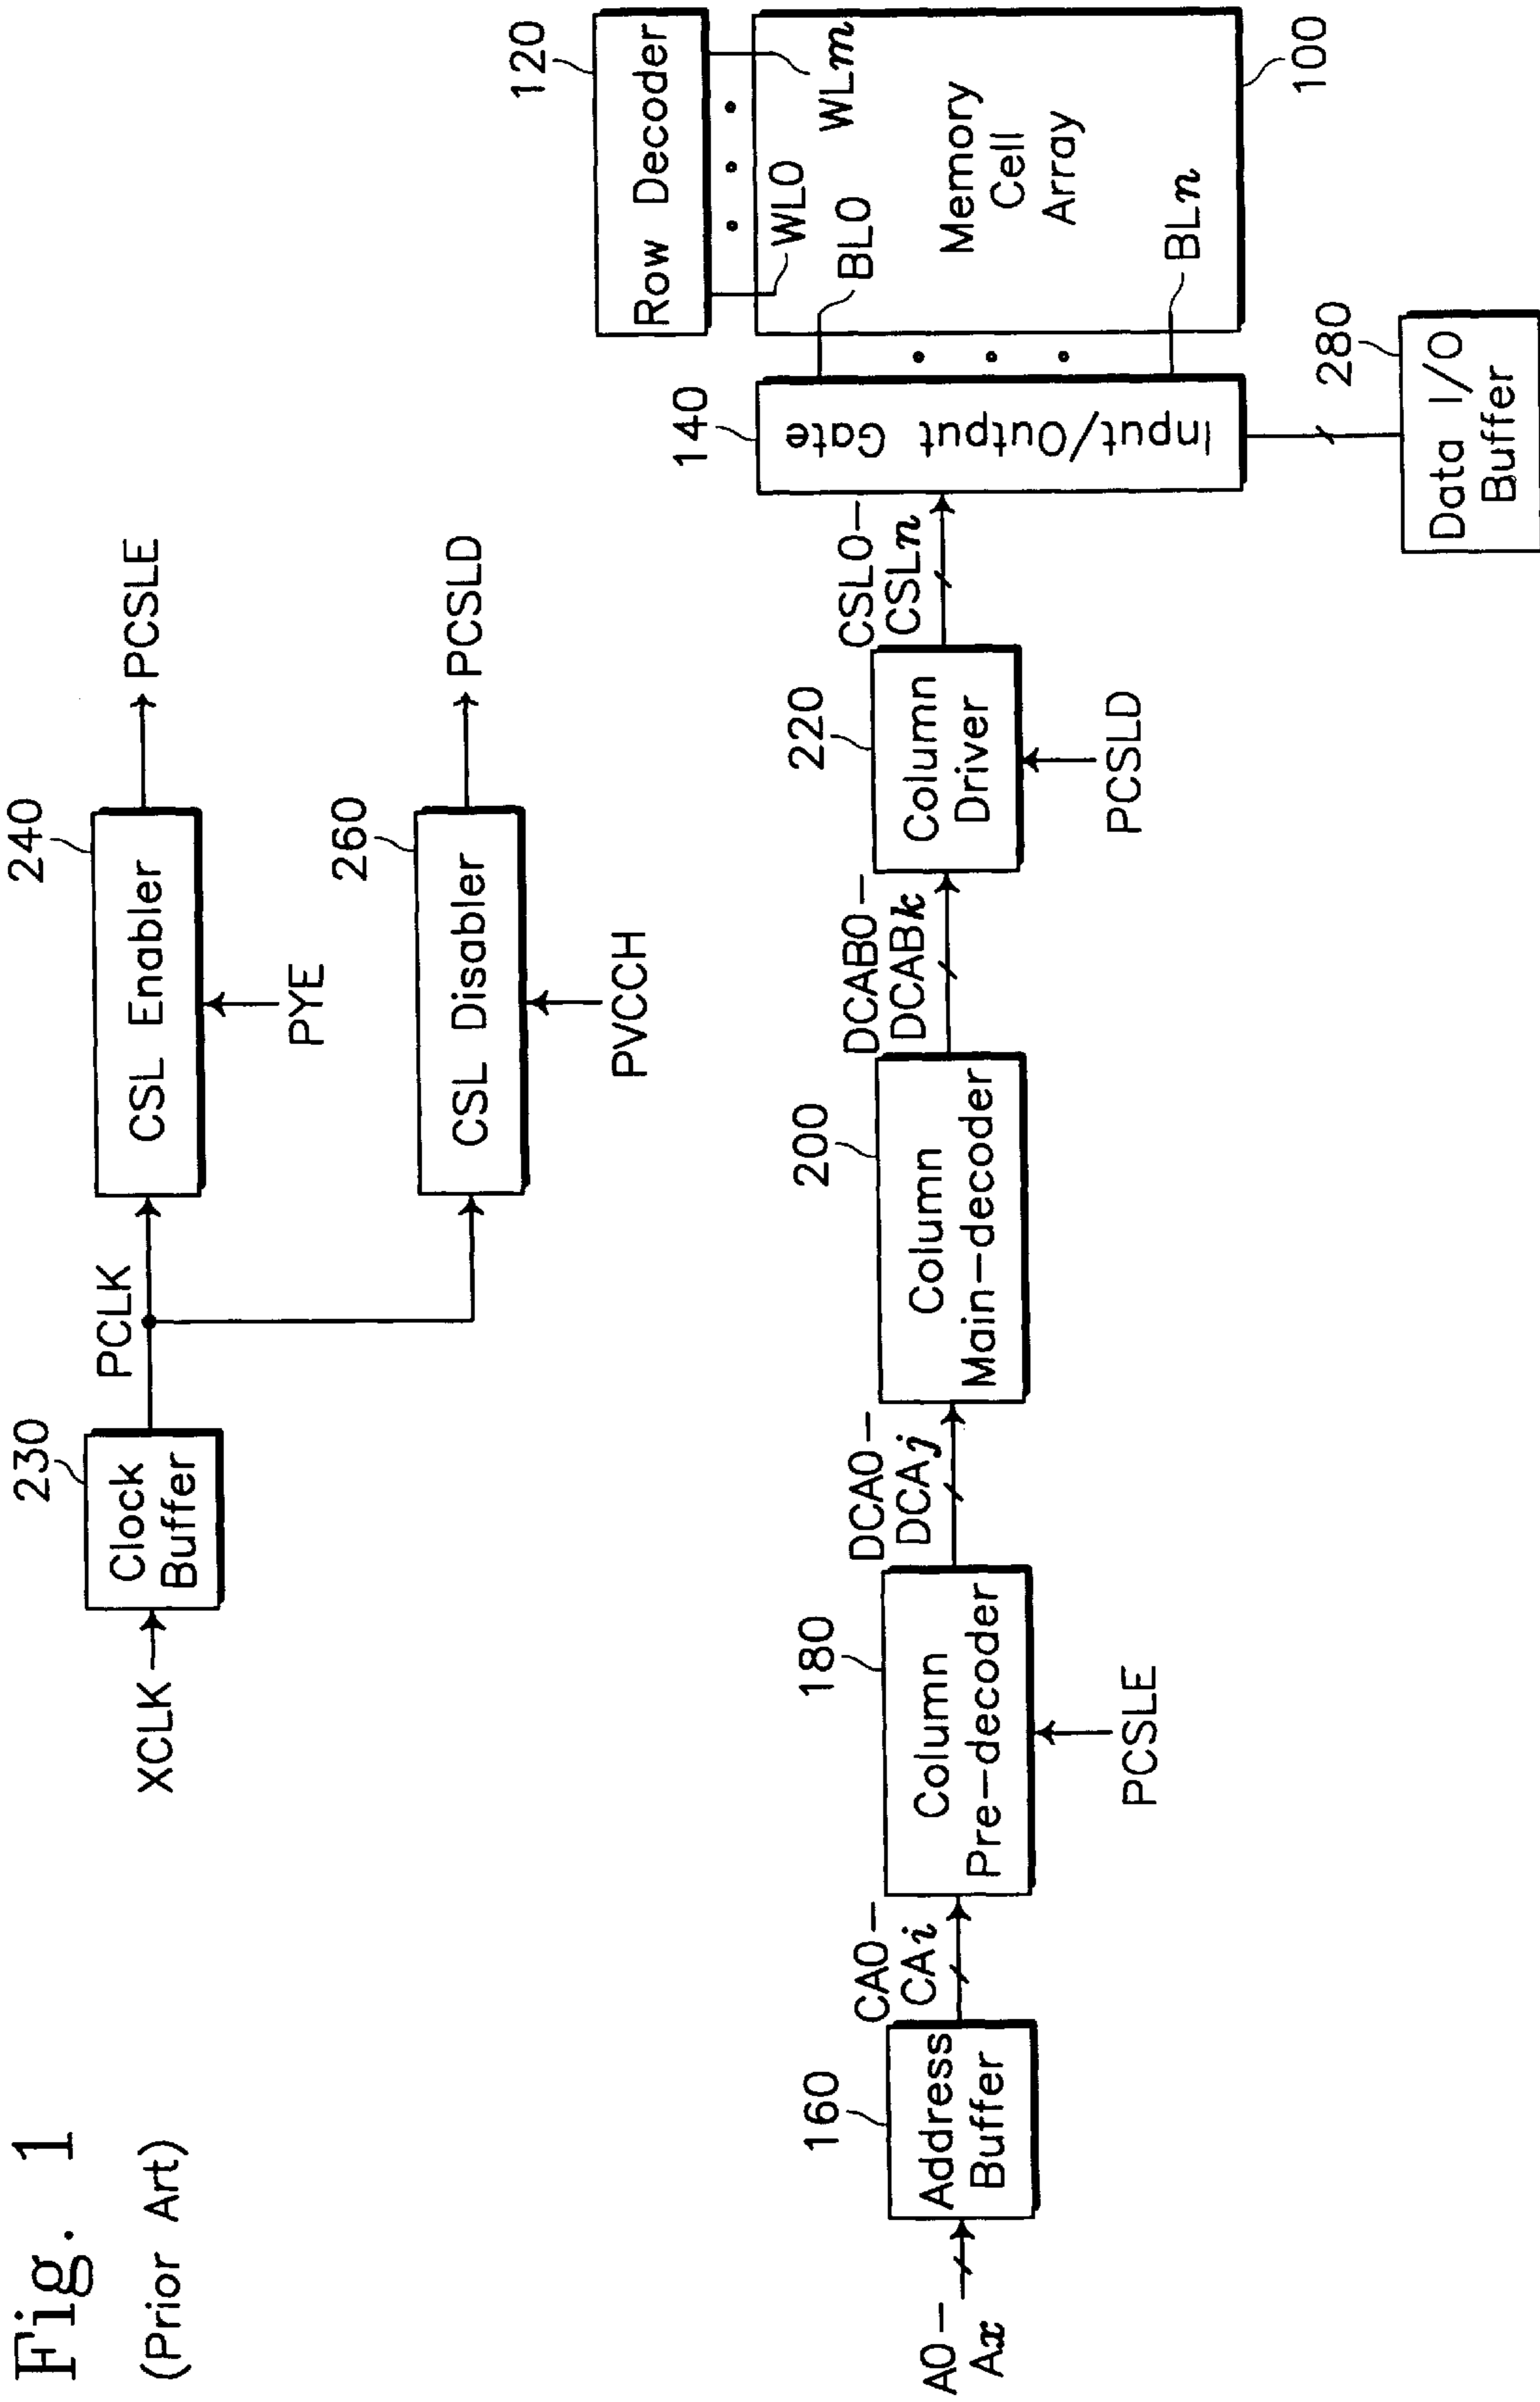 Fig. 1
(Prior Art)
XCLK
230
Clock
Buffer
PCLK
240
CSL Enabler
PCSLE
PYE
260
CSL Disabler
PCSLD
PVCCH
A0–
Ax
160
Address
Buffer
CA0–
CAi
180
Column
Pre–decoder
PCSLE
DCA0–
DCAj
200
Column
Main–decoder
DCAB0–
DCABk
220
Column
Driver
PCSLD
CSL0–
CSLn
140
Input/Output Gate
120
Row Decoder
WL0
WLm
BL0
BLn
Memory
Cell
Array
100
280
Data I/O
Buffer